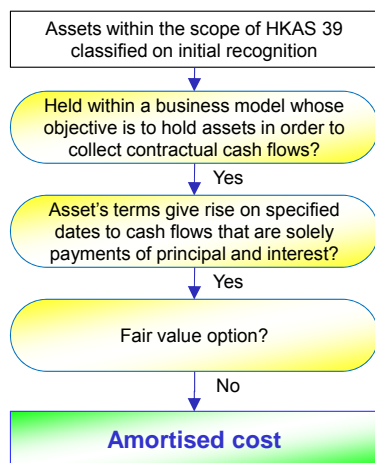 Assets within the scope of HKAS 39
classified on initial recognition
Held within a business model whose
objective is to hold assets in order to
collect contractual cash flows?
Yes
Asset's terms give rise on specified
dates to cash flows that are solely
payments of principal and interest?
Yes
Fair value option?
No
Amortised cost